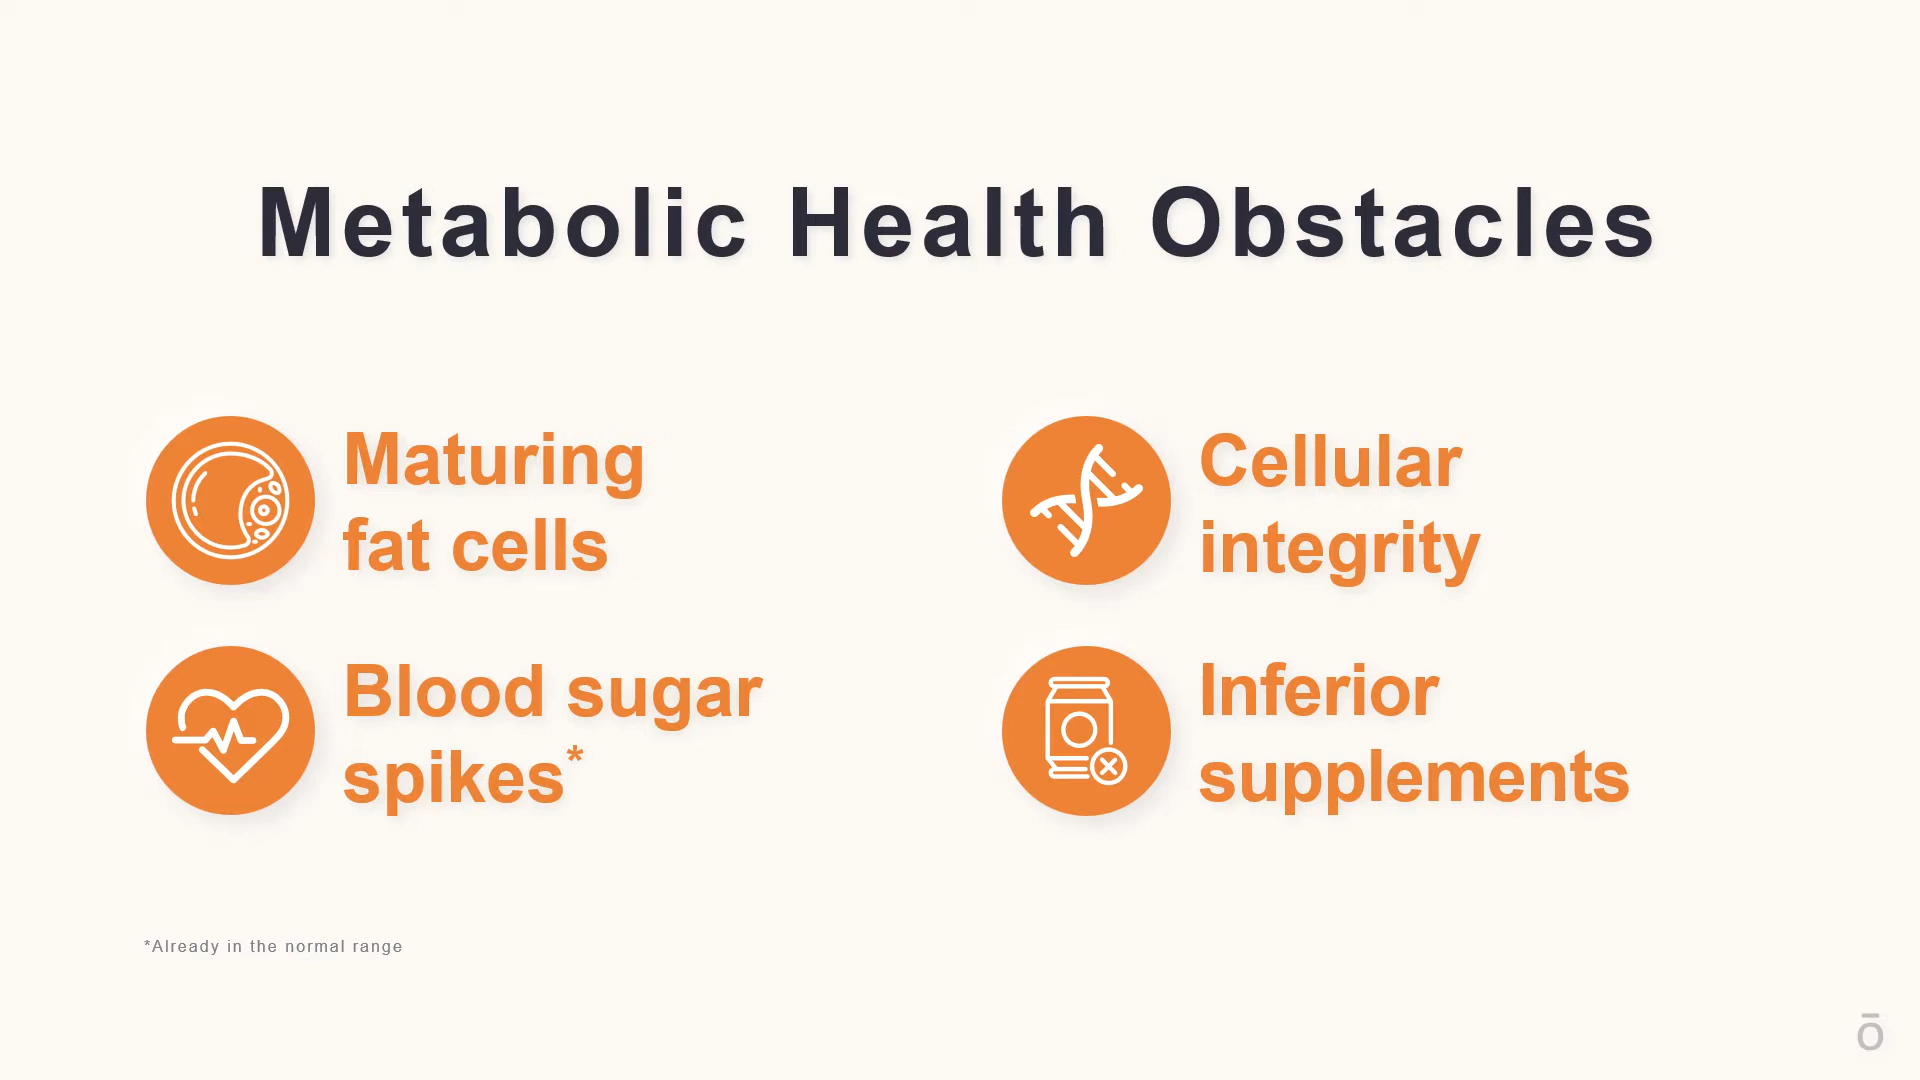 Metabolic Health Obstacles
Maturing
fat cells
Cellular
integrity
Blood sugar
spikes*
Inferior
supplements
*Already in the normal range
ō